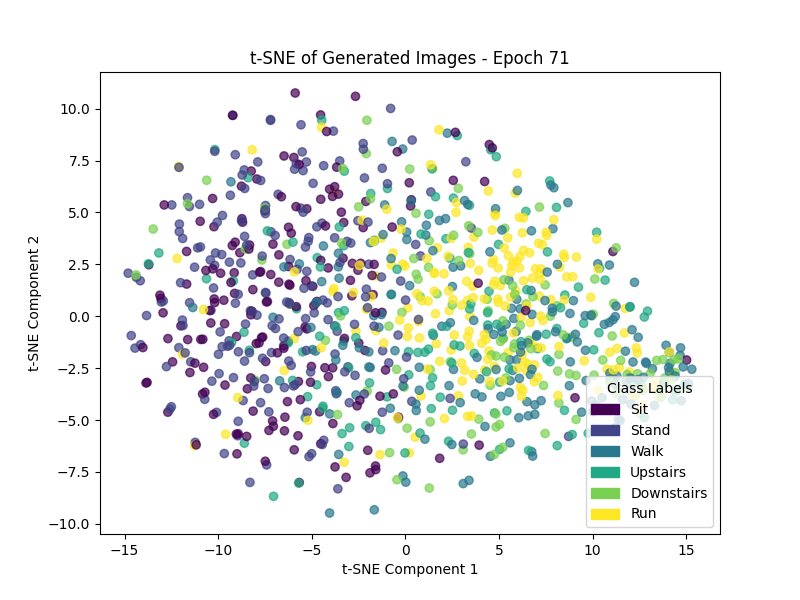 t-SNE of Generated Images - Epoch 71
t-SNE Component 2
10.0
7.5
5.0
2.5
0.0
−2.5
−5.0
−7.5
−10.0
Class Labels
Sit
Stand
Walk
Upstairs
Downstairs
Run
−15
−10
−5
0
5
10
15
t-SNE Component 1